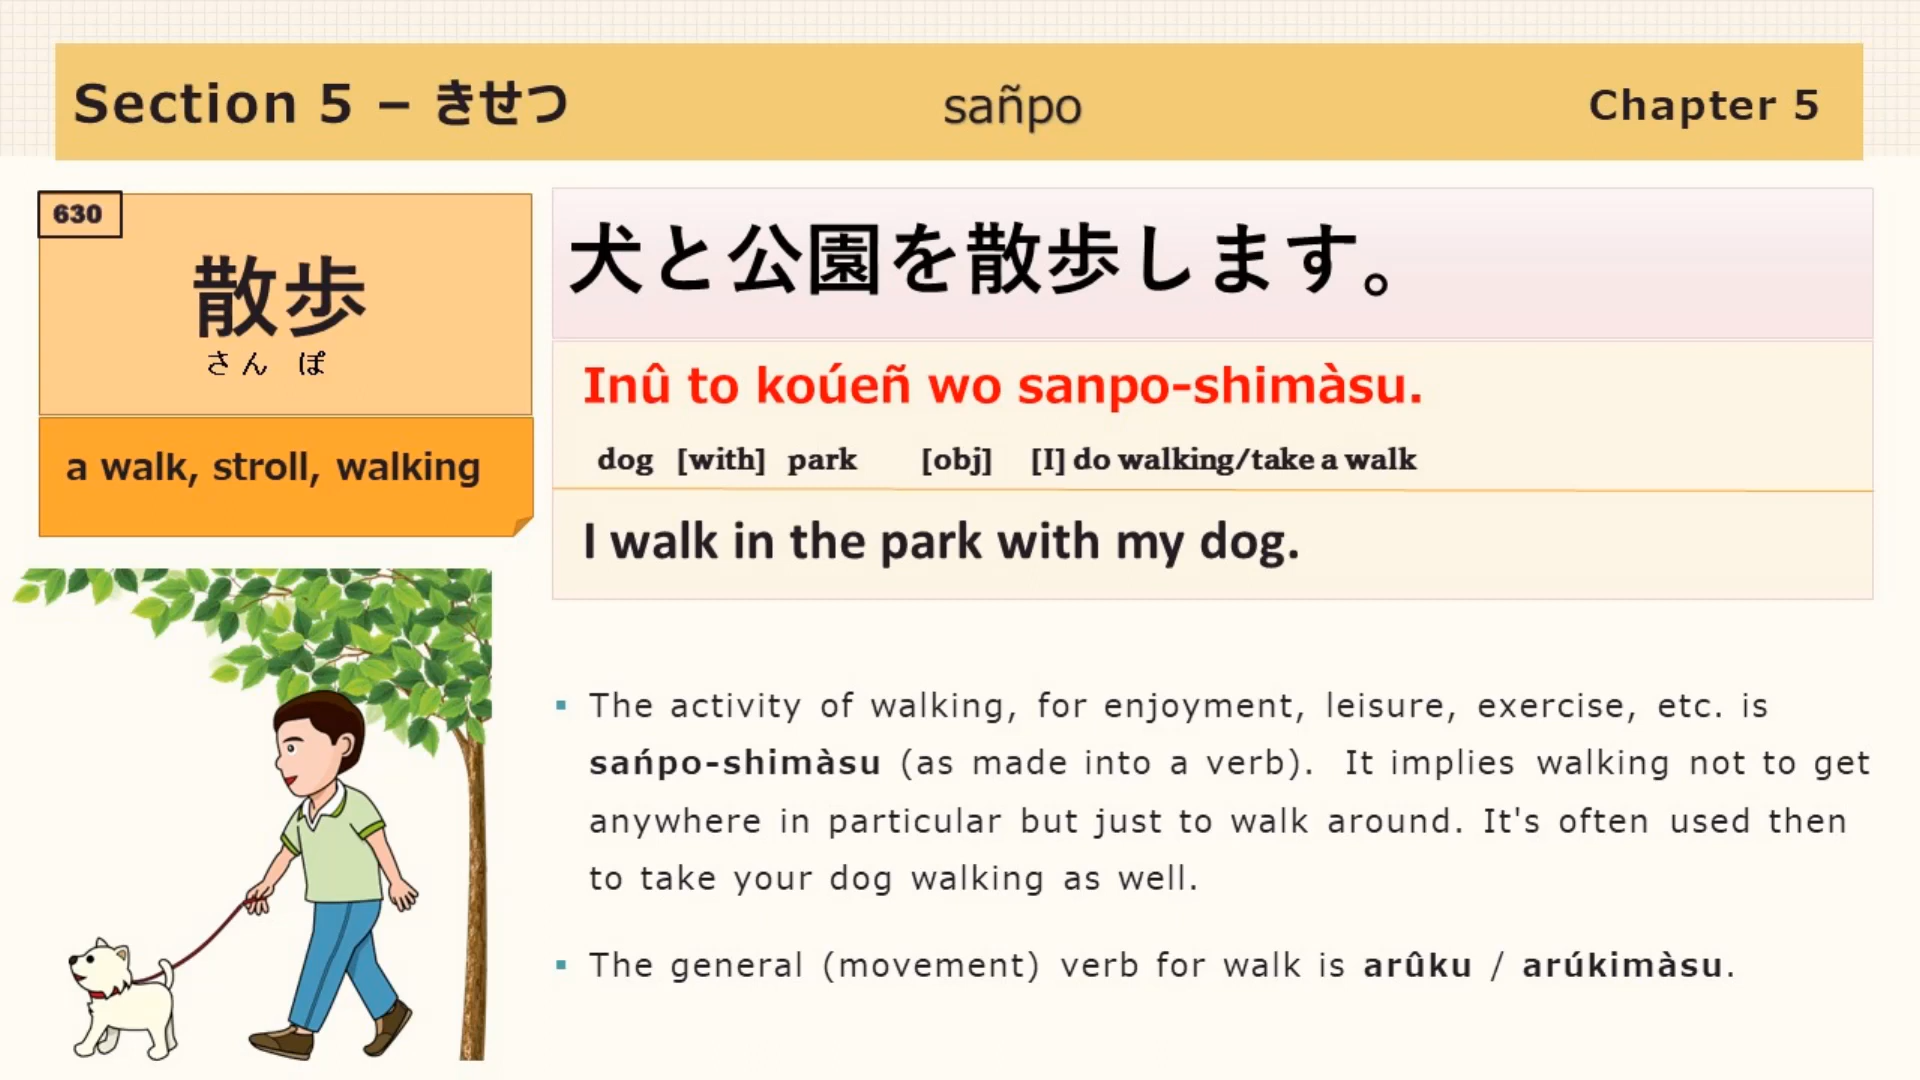 Section 5 – きせつ sañpo Chapter 5
630
散歩
さん ぽ
a walk, stroll, walking
犬と公園を散歩します。
Inû to koúeñ wo sanpo-shimàsu.
dog [with] park [obj] [I] do walking/take a walk
I walk in the park with my dog.
▪ The activity of walking, for enjoyment, leisure, exercise, etc. is
sańpo-shimàsu (as made into a verb). It implies walking not to get
anywhere in particular but just to walk around. It's often used then
to take your dog walking as well.
▪ The general (movement) verb for walk is arûku / arúkimàsu.